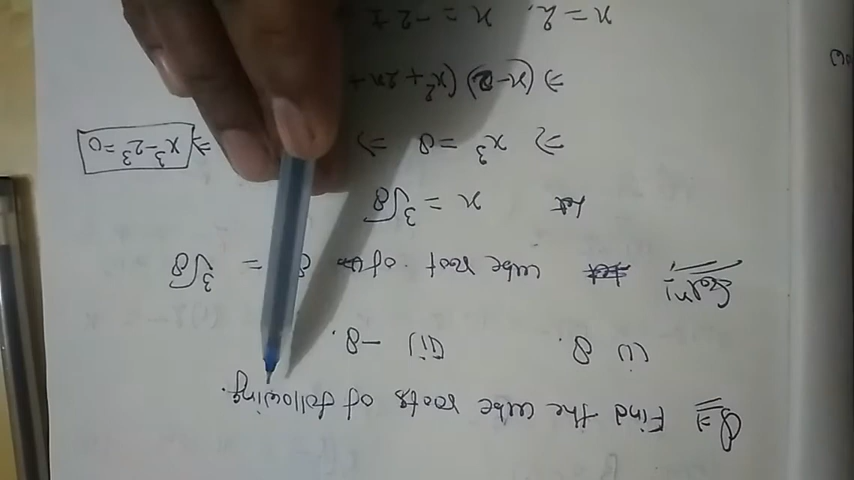 Q⇒ Find the cube roots of following.
(i) 8. (ii) -8.
Soln:- cube root of 8 = ∛8
Let x = ∛8
⇒ x³ = 8 ⇒ ⇒ x³-2³=0
⇒ (x-2)(x²+2x+
x = 2, x = -2±